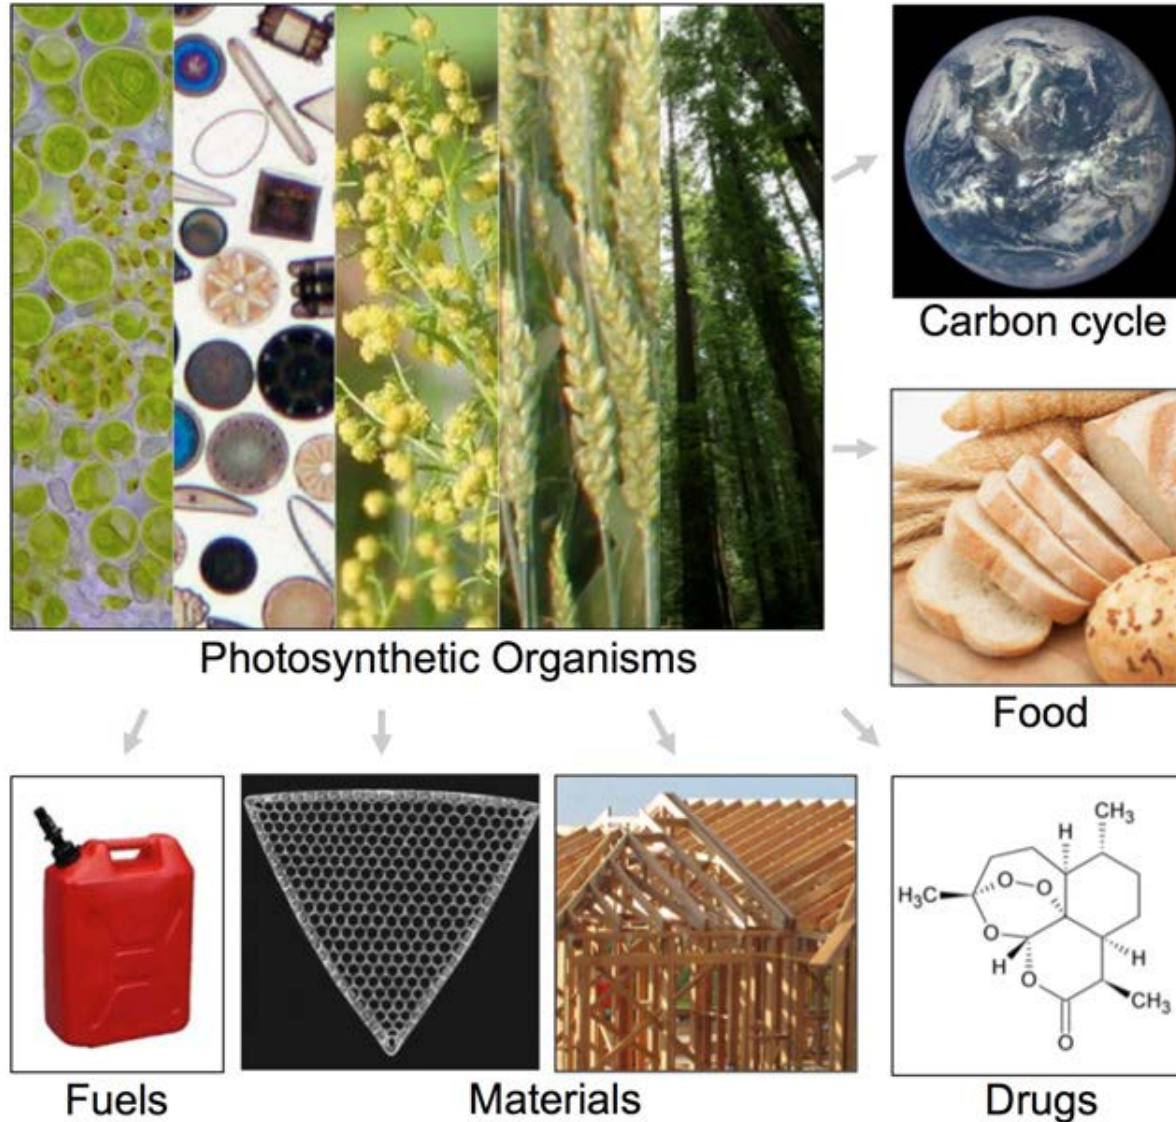 Carbon cycle
Photosynthetic Organisms
Food
Fuels
Materials
Drugs
CH₃
H
H₃C
O
O
O
H
H
O
CH₃
O